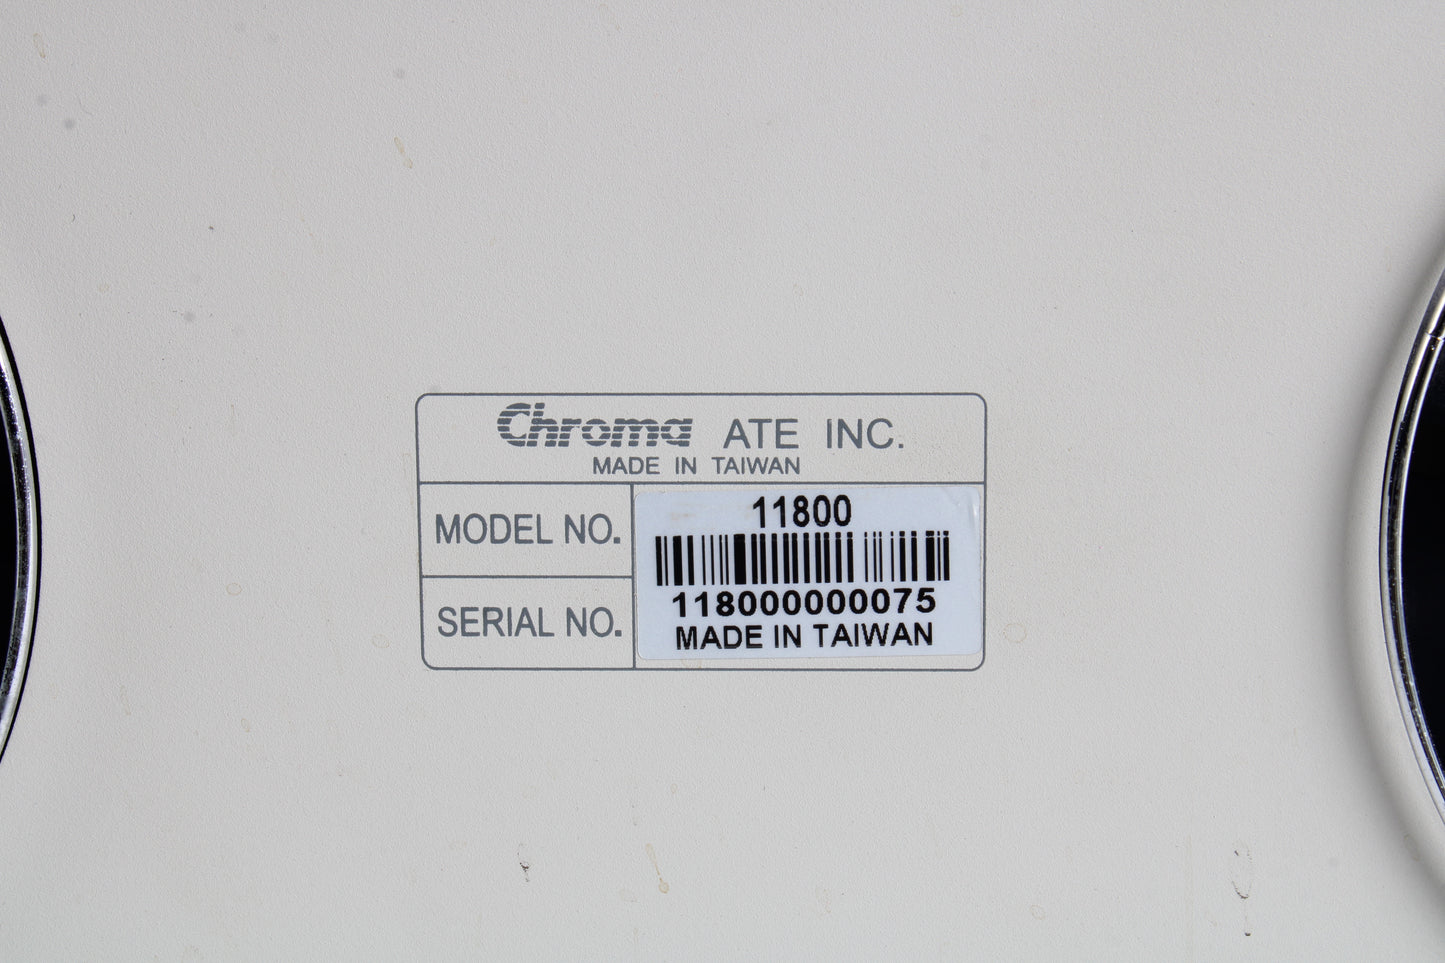 Chroma ATE INC.
MADE IN TAIWAN
MODEL NO.
11800
118000000075
SERIAL NO.
MADE IN TAIWAN